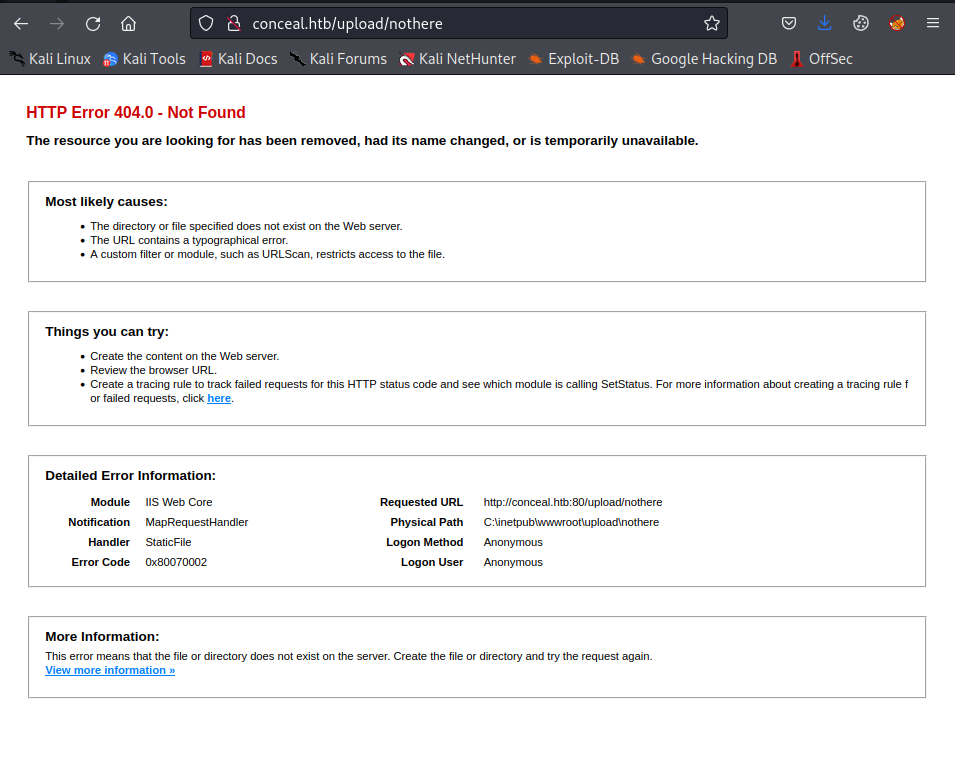 conceal.htb/upload/nothere
Kali Linux Kali Tools Kali Docs Kali Forums Kali NetHunter Exploit-DB Google Hacking DB OffSec
HTTP Error 404.0 - Not Found
The resource you are looking for has been removed, had its name changed, or is temporarily unavailable.
Most likely causes:
• The directory or file specified does not exist on the Web server.
• The URL contains a typographical error.
• A custom filter or module, such as URLScan, restricts access to the file.
Things you can try:
• Create the content on the Web server.
• Review the browser URL.
• Create a tracing rule to track failed requests for this HTTP status code and see which module is calling SetStatus. For more information about creating a tracing rule f
or failed requests, click here.
Detailed Error Information:
Module IIS Web Core Requested URL http://conceal.htb:80/upload/nothere
Notification MapRequestHandler Physical Path C:\inetpub\wwwroot\upload\nothere
Handler StaticFile Logon Method Anonymous
Error Code 0x80070002 Logon User Anonymous
More Information:
This error means that the file or directory does not exist on the server. Create the file or directory and try the request again.
View more information »